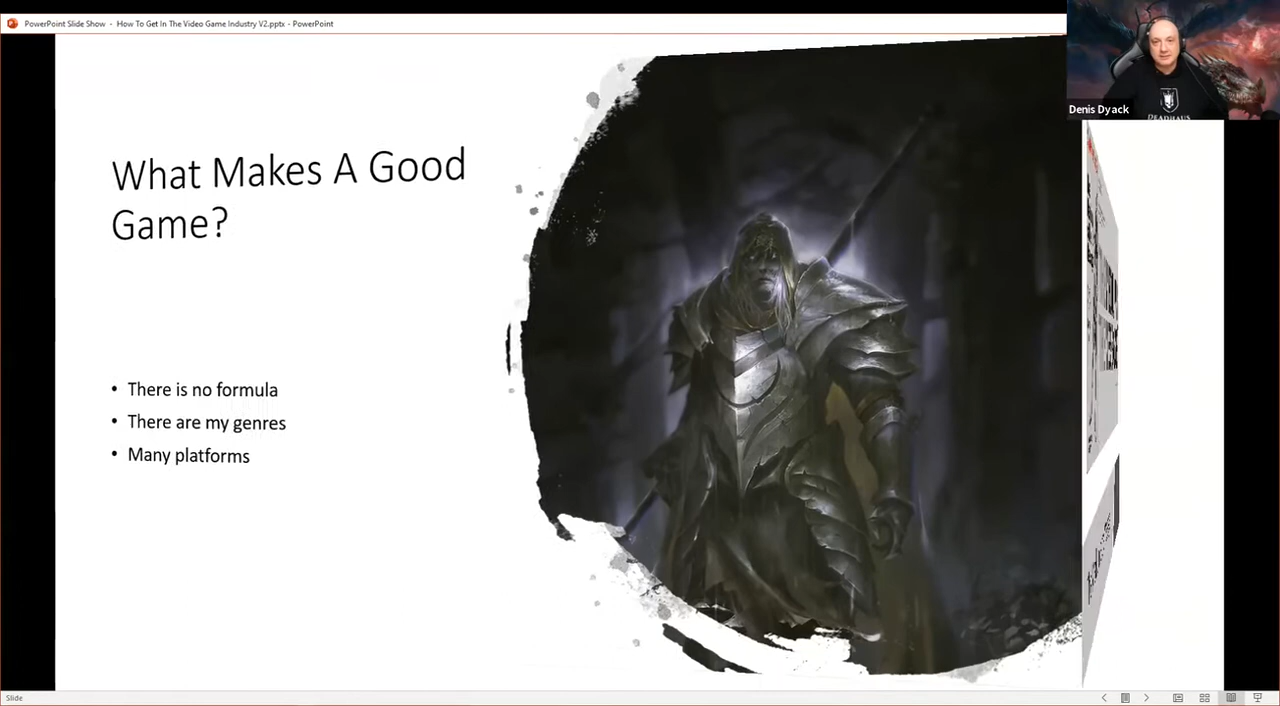 PowerPoint Slide Show - How To Get In The Video Game Industry V2.pptx - PowerPoint
Denis Dyack
DEADHAUS
What Makes A Good
Game?
• There is no formula
• There are my genres
• Many platforms
Slide